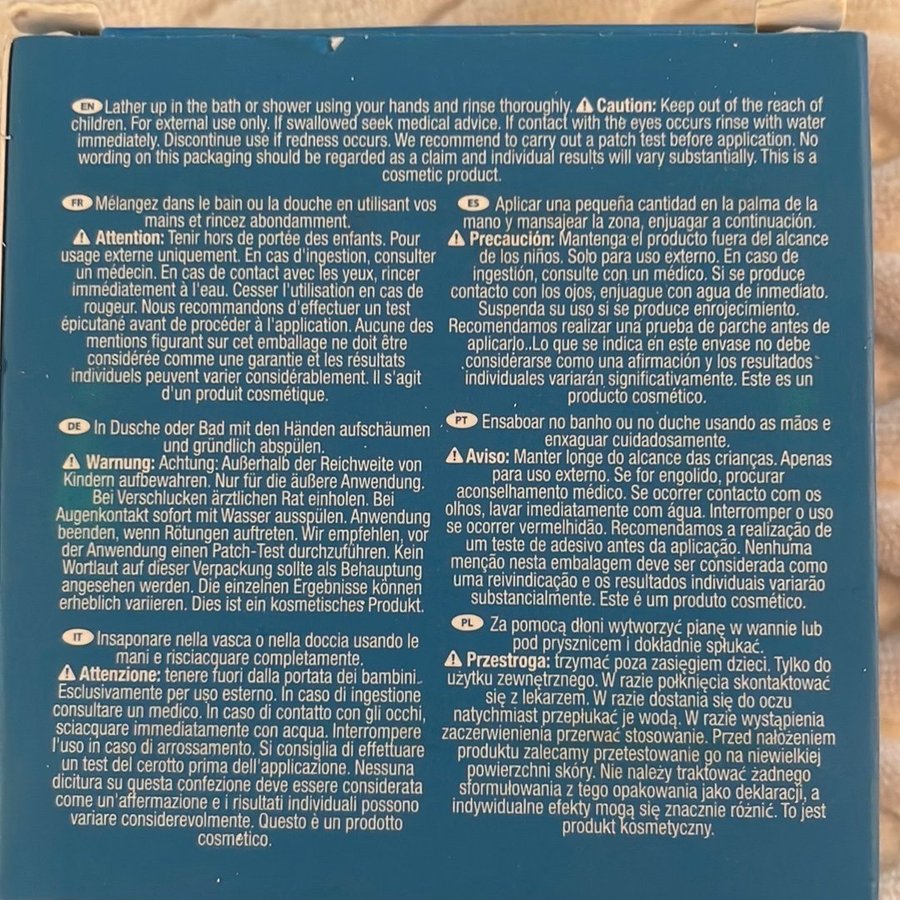 EN Lather up in the bath or shower using your hands and rinse thoroughly. ⚠ Caution: Keep out of the reach of
children. For external use only. If swallowed seek medical advice. If contact with the eyes occurs rinse with water
immediately. Discontinue use if redness occurs. We recommend to carry out a patch test before application. No
wording on this packaging should be regarded as a claim and individual results will vary substantially. This is a
cosmetic product.
FR Mélangez dans le bain ou la douche en utilisant vos
mains et rincez abondamment.
⚠ Attention: Tenir hors de portée des enfants. Pour
usage externe uniquement. En cas d'ingestion, consulter
un médecin. En cas de contact avec les yeux, rincer
immédiatement à l'eau. Cesser l'utilisation en cas de
rougeur. Nous recommandons d'effectuer un test
épicutané avant de procéder à l'application. Aucune des
mentions figurant sur cet emballage ne doit être
considérée comme une garantie et les résultats
individuels peuvent varier considérablement. Il s'agit
d'un produit cosmétique.
DE In Dusche oder Bad mit den Händen aufschäumen
und gründlich abspülen.
⚠ Warnung: Achtung: Außerhalb der Reichweite von
Kindern aufbewahren. Nur für die äußere Anwendung.
Bei Verschlucken ärztlichen Rat einholen. Bei
Augenkontakt sofort mit Wasser ausspülen. Anwendung
beenden, wenn Rötungen auftreten. Wir empfehlen, vor
der Anwendung einen Patch-Test durchzuführen. Kein
Wortlaut auf dieser Verpackung sollte als Behauptung
angesehen werden. Die einzelnen Ergebnisse können
erheblich variieren. Dies ist ein kosmetisches Produkt.
IT Insaponare nella vasca o nella doccia usando le
mani e risciacquare completamente.
⚠ Attenzione: tenere fuori dalla portata dei bambini.
Esclusivamente per uso esterno. In caso di ingestione
consultare un medico. In caso di contatto con gli occhi,
sciacquare immediatamente con acqua. Interrompere
l'uso in caso di arrossamento. Si consiglia di effettuare
un test del cerotto prima dell'applicazione. Nessuna
dicitura su questa confezione deve essere considerata
come un'affermazione e i risultati individuali possono
variare considerevolmente. Questo è un prodotto
cosmetico.
ES Aplicar una pequeña cantidad en la palma de la
mano y mansajear la zona, enjuagar a continuación.
⚠ Precaución: Mantenga el producto fuera del alcance
de los niños. Solo para uso externo. En caso de
ingestión, consulte con un médico. Si se produce
contacto con los ojos, enjuague con agua de inmediato.
Suspenda su uso si se produce enrojecimiento.
Recomendamos realizar una prueba de parche antes de
aplicarlo..Lo que se indica en este envase no debe
considerarse como una afirmación y los resultados
individuales variarán significativamente. Este es un
producto cosmético.
PT Ensaboar no banho ou no duche usando as mãos e
enxaguar cuidadosamente.
⚠ Aviso: Manter longe do alcance das crianças. Apenas
para uso externo. Se for engolido, procurar
aconselhamento médico. Se ocorrer contacto com os
olhos, lavar imediatamente com água. Interromper o uso
se ocorrer vermelhidão. Recomendamos a realização de
um teste de adesivo antes da aplicação. Nenhuma
menção nesta embalagem deve ser considerada como
uma reivindicação e os resultados individuais variarão
substancialmente. Este é um produto cosmético.
PL Za pomocą dłoni wytworzyć pianę w wannie lub
pod prysznicem i dokładnie spłukać.
⚠ Przestroga: trzymać poza zasięgiem dzieci. Tylko do
użytku zewnętrznego. W razie połknięcia skontaktować
się z lekarzem. W razie dostania się do oczu
natychmiast przepłukać je wodą. W razie wystąpienia
zaczerwienienia przerwać stosowanie. Przed nałożeniem
produktu zalecamy przetestowanie go na niewielkiej
powierzchni skóry. Nie należy traktować żadnego
sformułowania z tego opakowania jako deklaracji, a
indywidualne efekty mogą się znacznie różnić. To jest
produkt kosmetyczny.